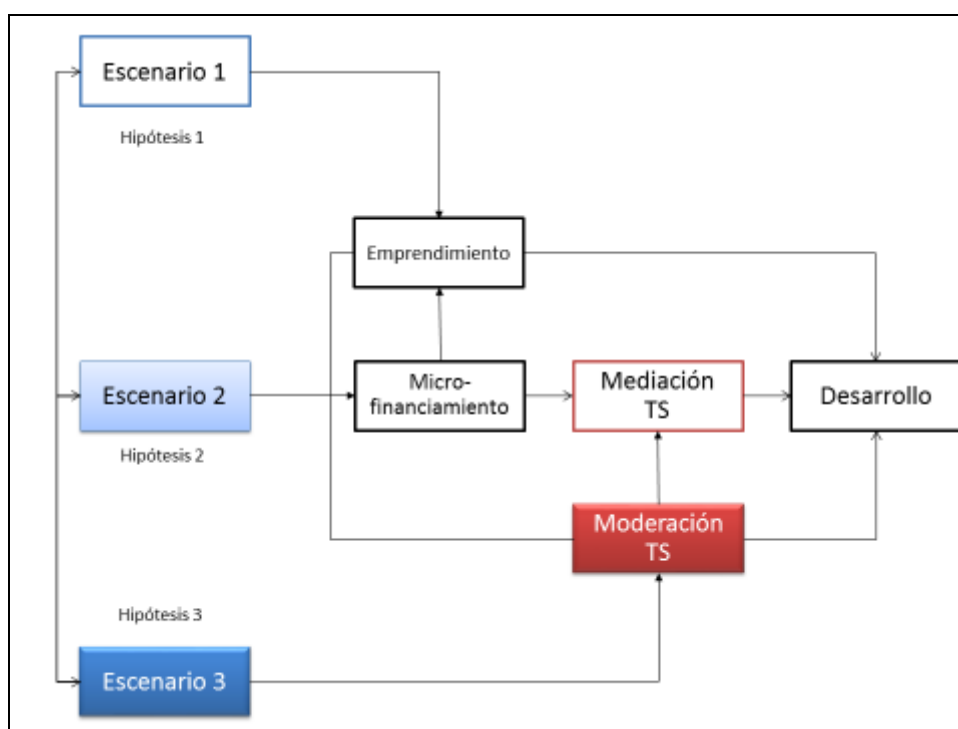 Escenario 1
Hipótesis 1
Emprendimiento
Escenario 2
Micro-
financiamiento
Mediación
TS
Desarrollo
Hipótesis 2
Moderación
TS
Hipótesis 3
Escenario 3